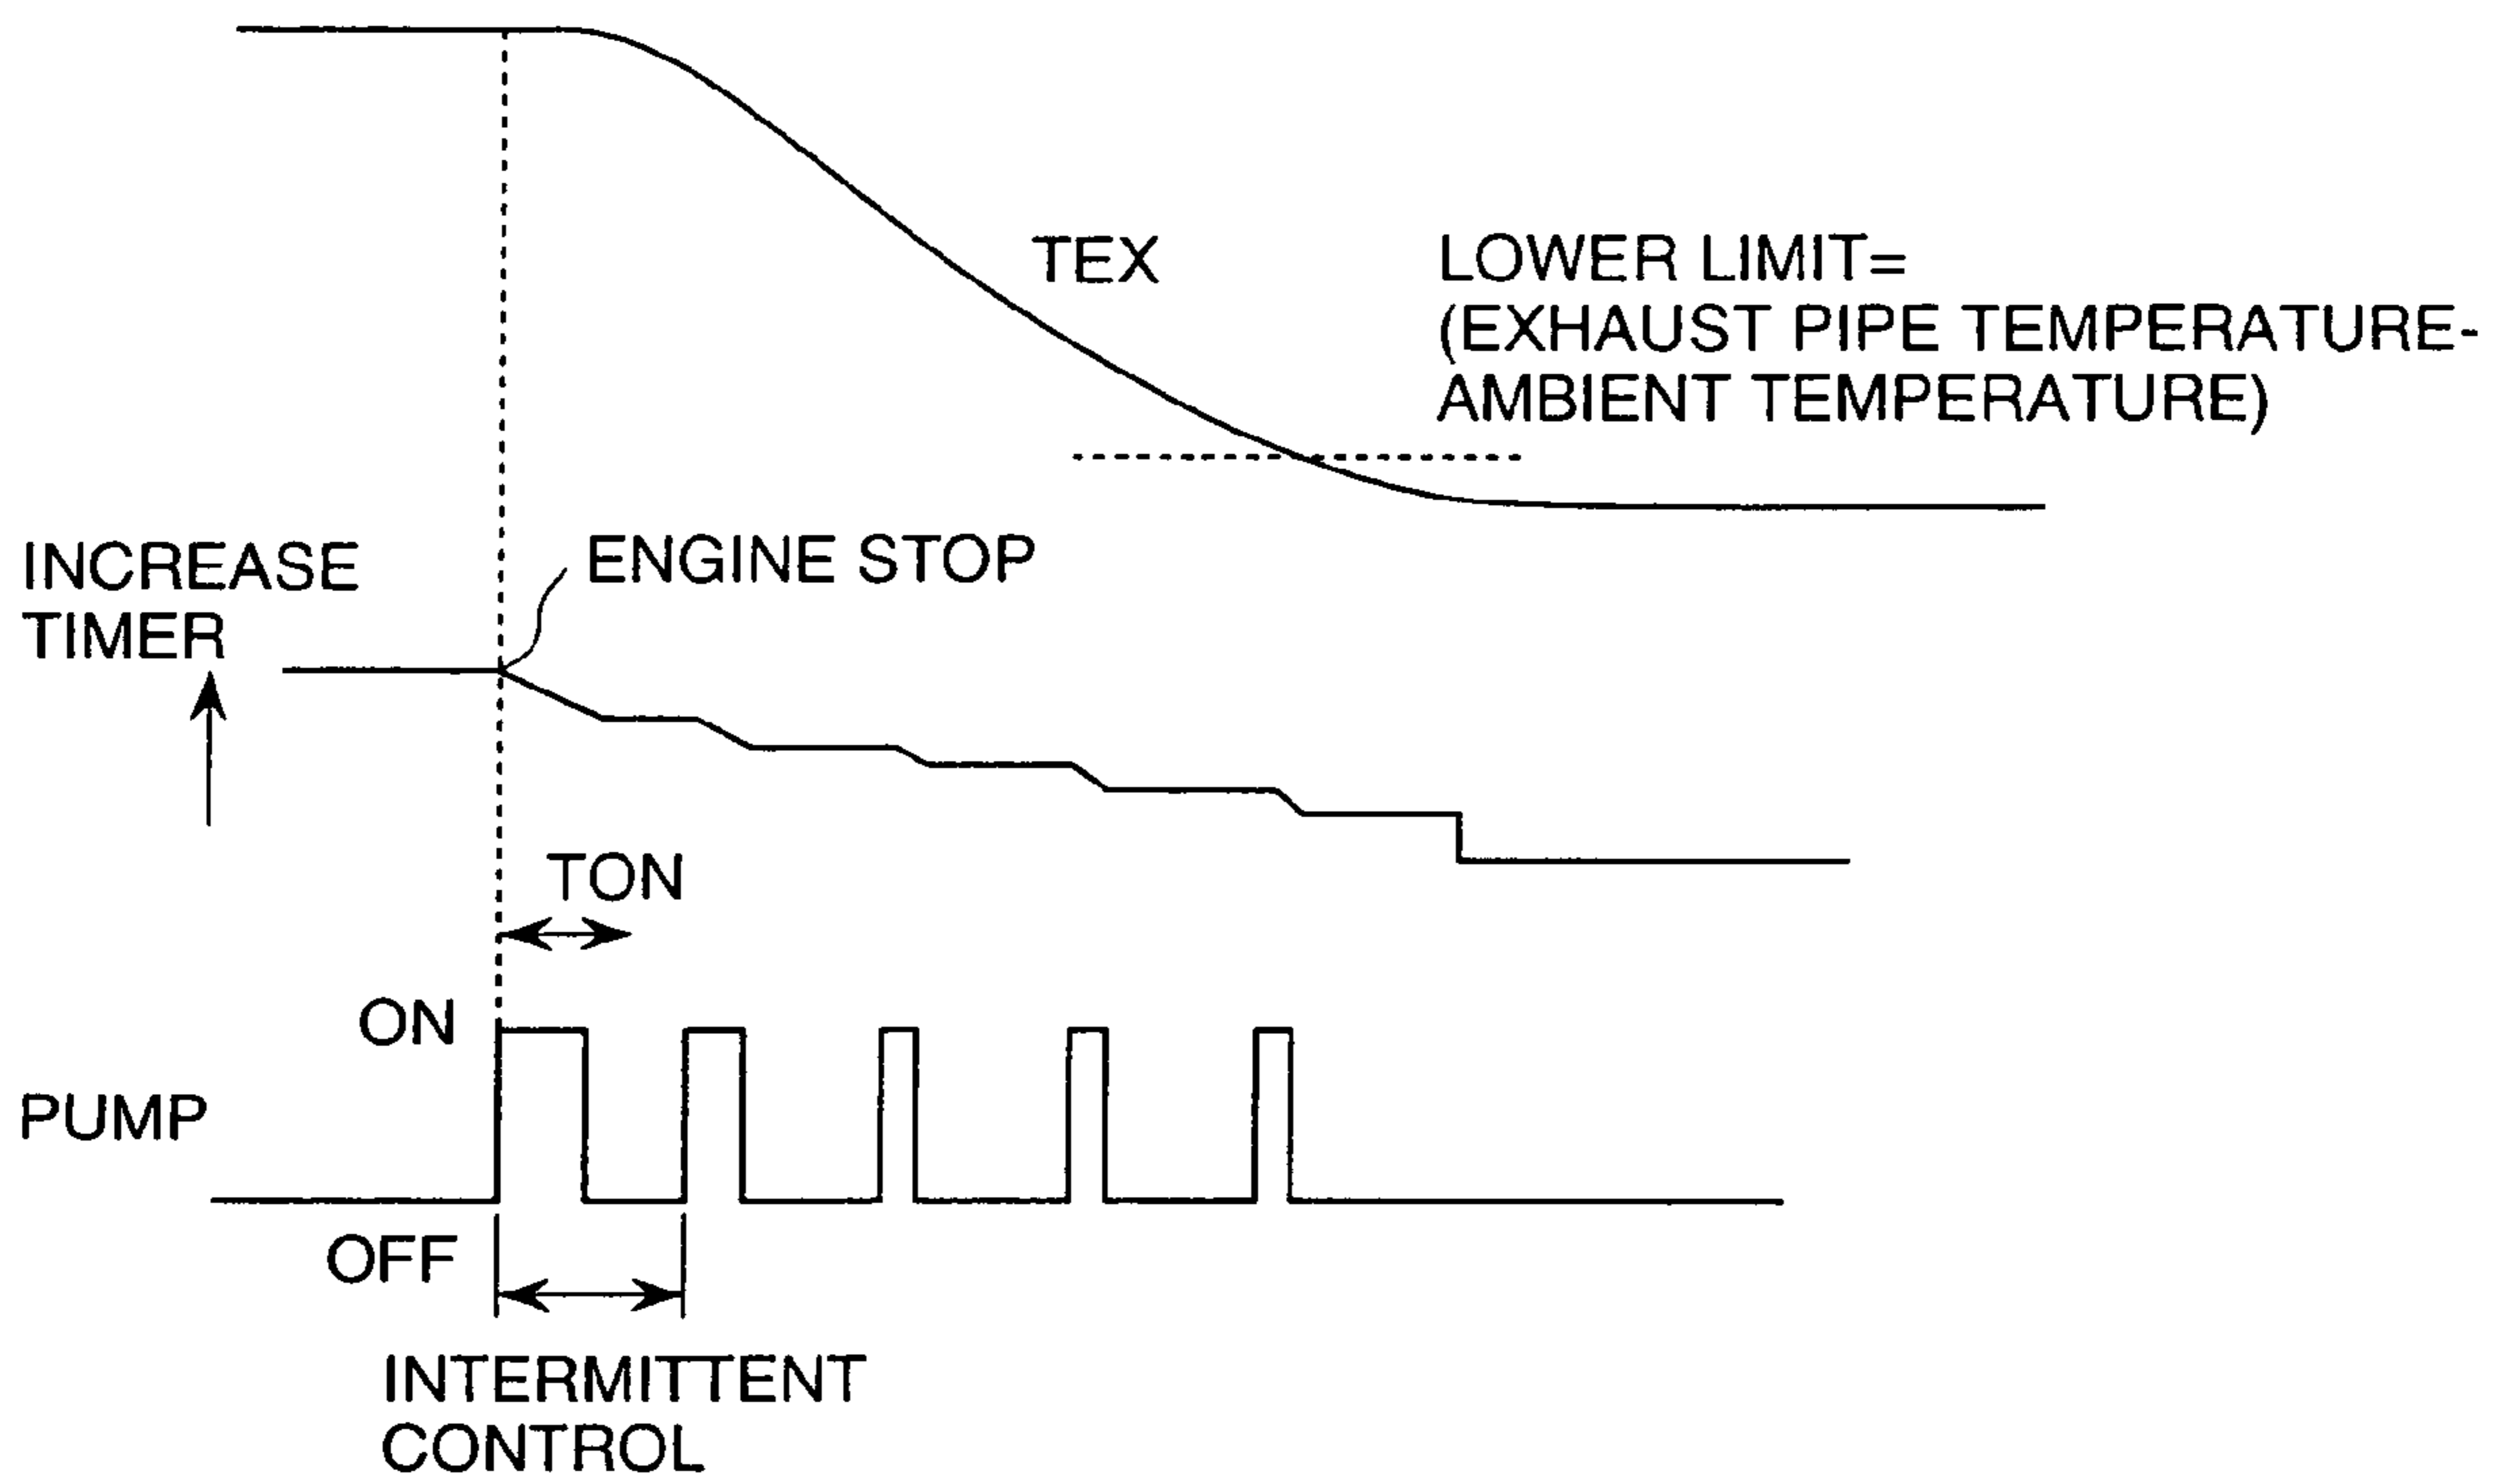 TEX
LOWER LIMIT=
(EXHAUST PIPE TEMPERATURE-
AMBIENT TEMPERATURE)
INCREASE
TIMER
ENGINE STOP
TON
ON
PUMP
OFF
INTERMITTENT
CONTROL